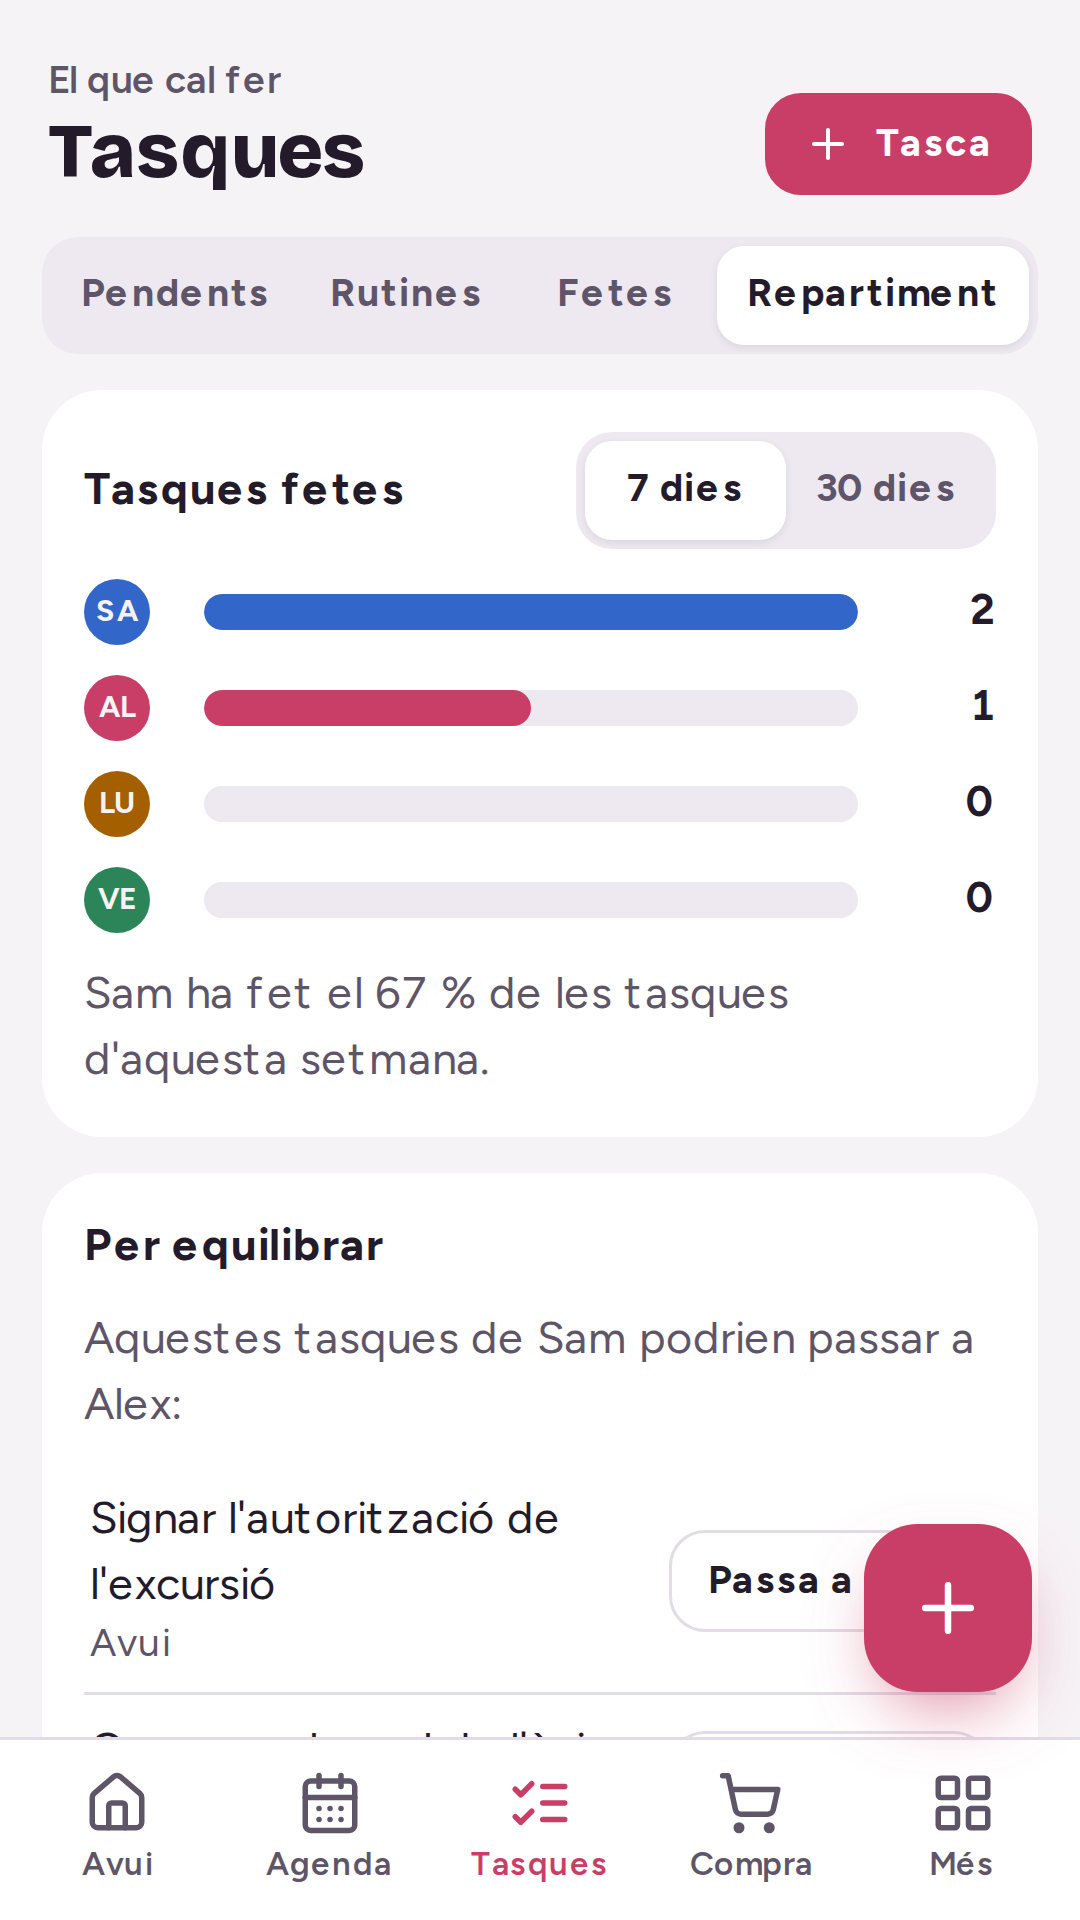 El que cal fer
Tasques
Tasca
Pendents Rutines Fetes Repartiment
Tasques fetes
7 dies 30 dies
SA 2
AL 1
LU 0
VE 0
Sam ha fet el 67 % de les tasques
d'aquesta setmana.
Per equilibrar
Aquestes tasques de Sam podrien passar a
Alex:
Signar l'autorització de
l'excursió
Avui
Passa a
Avui Agenda Tasques Compra Més